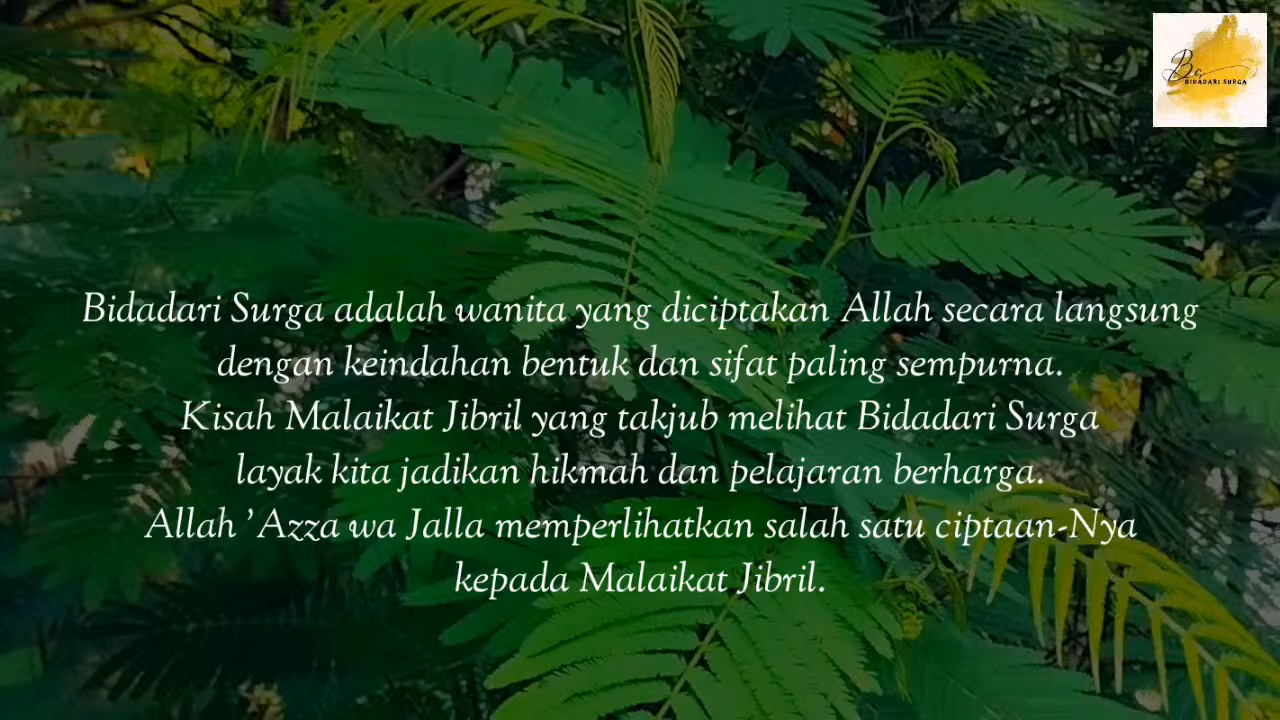 Bs
BIDADARI SURGA
Bidadari Surga adalah wanita yang diciptakan Allah secara langsung
dengan keindahan bentuk dan sifat paling sempurna.
Kisah Malaikat Jibril yang takjub melihat Bidadari Surga
layak kita jadikan hikmah dan pelajaran berharga.
Allah 'Azza wa Jalla memperlihatkan salah satu ciptaan-Nya
kepada Malaikat Jibril.